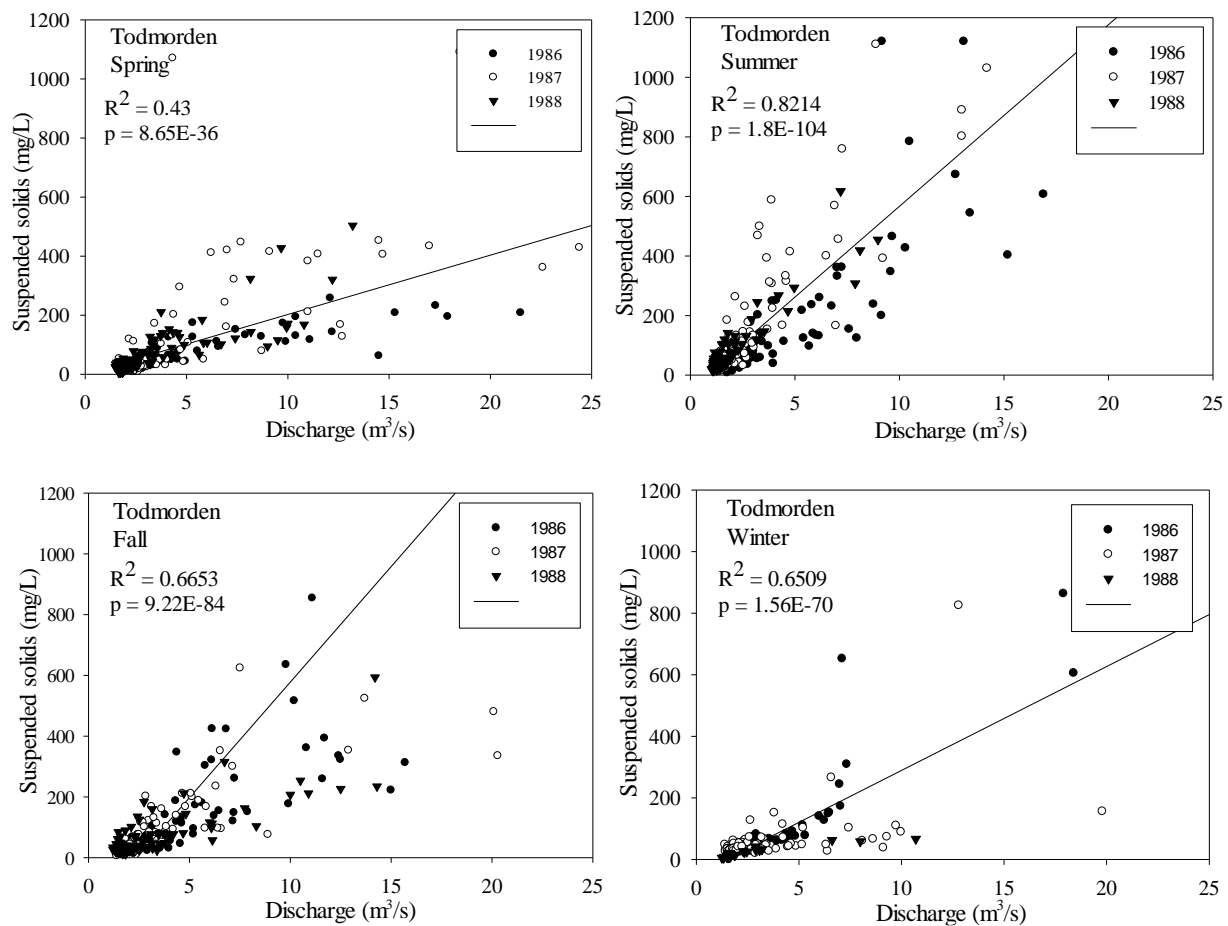 Todmorden
Spring
R2 = 0.43
p = 8.65E-36
1986
1987
1988
Suspended solids (mg/L)
1200
1000
800
600
400
200
0
0 5 10 15 20 25
Discharge (m3/s)
Todmorden
Summer
R2 = 0.8214
p = 1.8E-104
1986
1987
1988
Suspended solids (mg/L)
1200
1000
800
600
400
200
0
0 5 10 15 20 25
Discharge (m3/s)
Todmorden
Fall
R2 = 0.6653
p = 9.22E-84
1986
1987
1988
Suspended solids (mg/L)
1200
1000
800
600
400
200
0
0 5 10 15 20 25
Discharge (m3/s)
Todmorden
Winter
R2 = 0.6509
p = 1.56E-70
1986
1987
1988
Suspended solids (mg/L)
1200
1000
800
600
400
200
0
0 5 10 15 20 25
Discharge (m3/s)